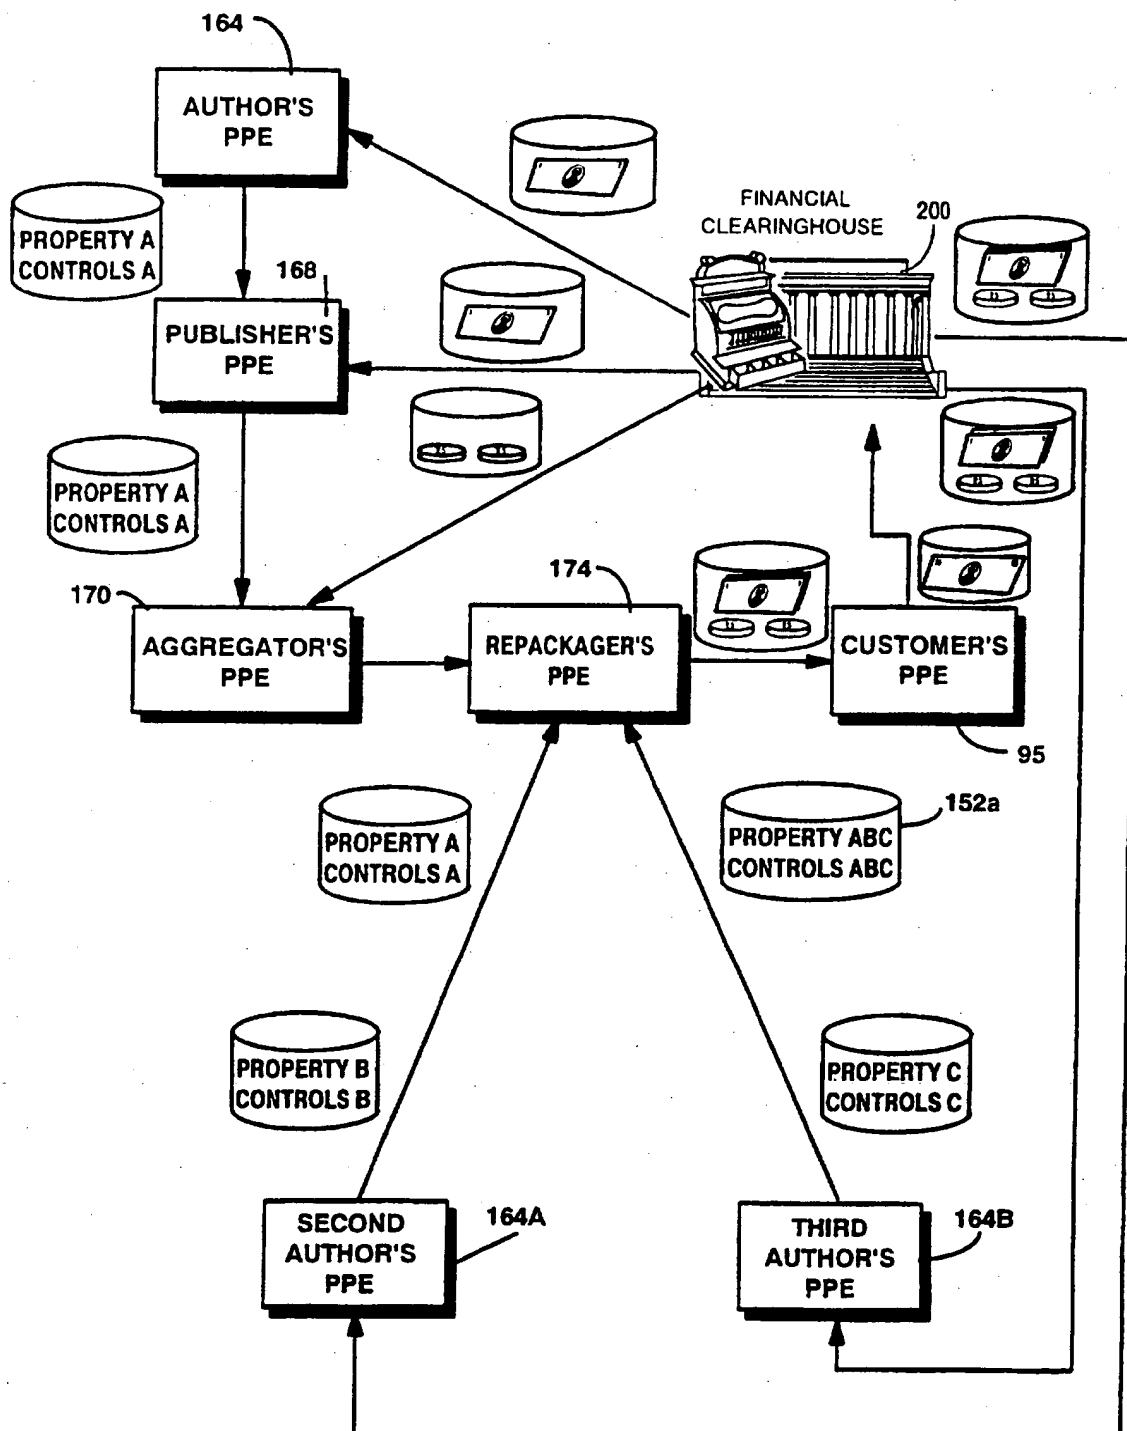 164
AUTHOR'S
PPE
PROPERTY A
CONTROLS A
FINANCIAL
CLEARINGHOUSE
200
168
PUBLISHER'S
PPE
PROPERTY A
CONTROLS A
170
AGGREGATOR'S
PPE
174
REPACKAGER'S
PPE
CUSTOMER'S
PPE
95
PROPERTY A
CONTROLS A
PROPERTY ABC
CONTROLS ABC
152a
PROPERTY B
CONTROLS B
PROPERTY C
CONTROLS C
SECOND
AUTHOR'S
PPE
164A
THIRD
AUTHOR'S
PPE
164B